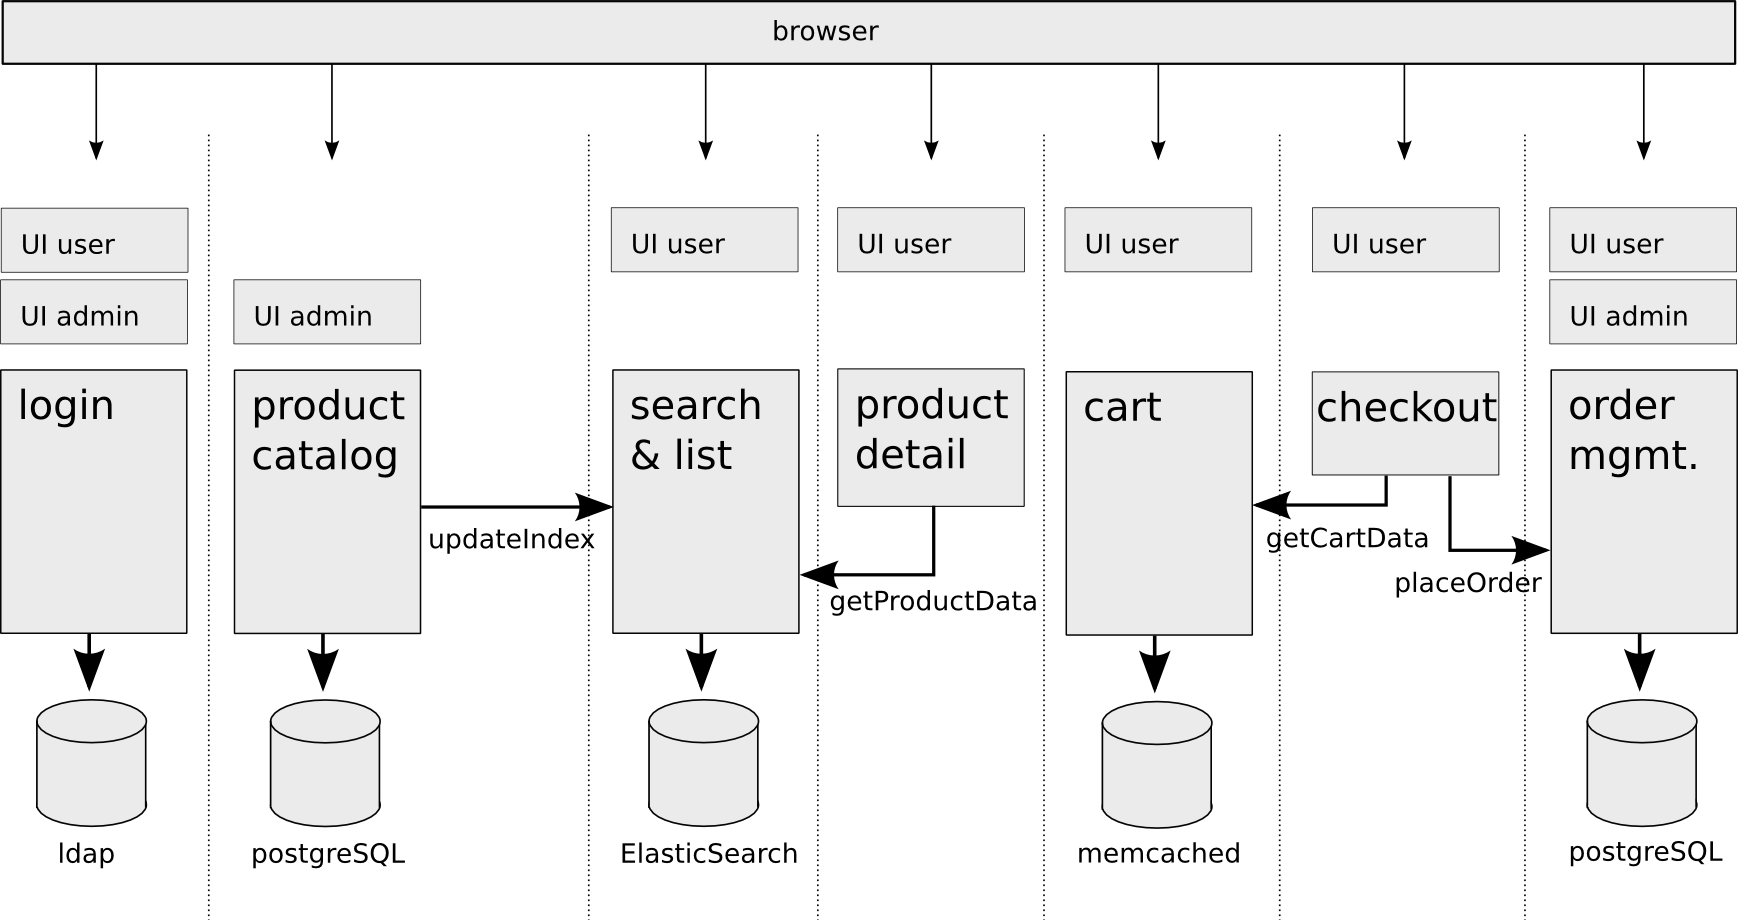 browser
UI user
UI admin
login
ldap
UI admin
product
catalog
updateIndex
postgreSQL
UI user
search
& list
ElasticSearch
UI user
product
detail
getProductData
UI user
cart
memcached
UI user
checkout
getCartData
placeOrder
UI user
UI admin
order
mgmt.
postgreSQL